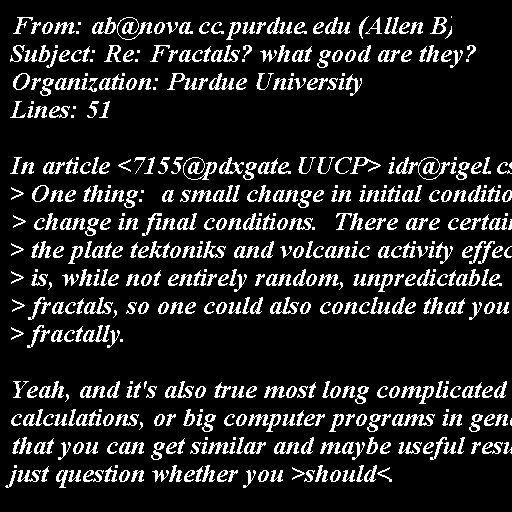 From: ab@nova.cc.purdue.edu (Allen B)
Subject: Re: Fractals? what good are they?
Organization: Purdue University
Lines: 51
In article <7155@pdxgate.UUCP> idr@rigel.cs
> One thing:  a small change in initial conditio
> change in final conditions.  There are certain
> the plate tektoniks and volcanic activity effec
> is, while not entirely random, unpredictable.
> fractals, so one could also conclude that you
> fractally.
Yeah, and it's also true most long complicated
calculations, or big computer programs in gene
that you can get similar and maybe useful resu
just question whether you >should<